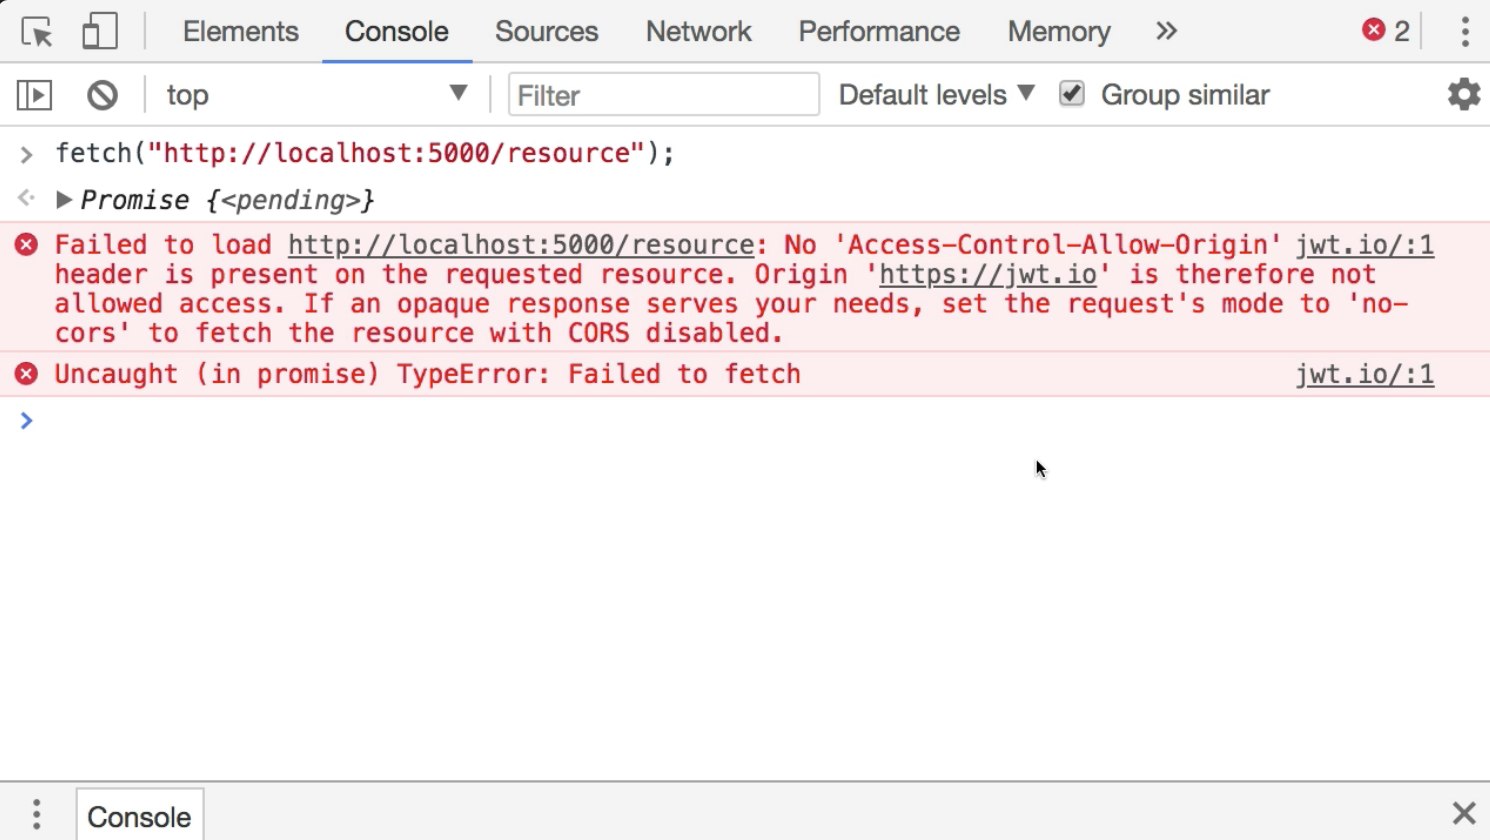 Elements Console Sources Network Performance Memory » 2
top Filter Default levels Group similar
fetch("http://localhost:5000/resource");
Promise {<pending>}
Failed to load http://localhost:5000/resource: No 'Access-Control-Allow-Origin' jwt.io/:1
header is present on the requested resource. Origin 'https://jwt.io' is therefore not
allowed access. If an opaque response serves your needs, set the request's mode to 'no-
cors' to fetch the resource with CORS disabled.
Uncaught (in promise) TypeError: Failed to fetch jwt.io/:1
Console